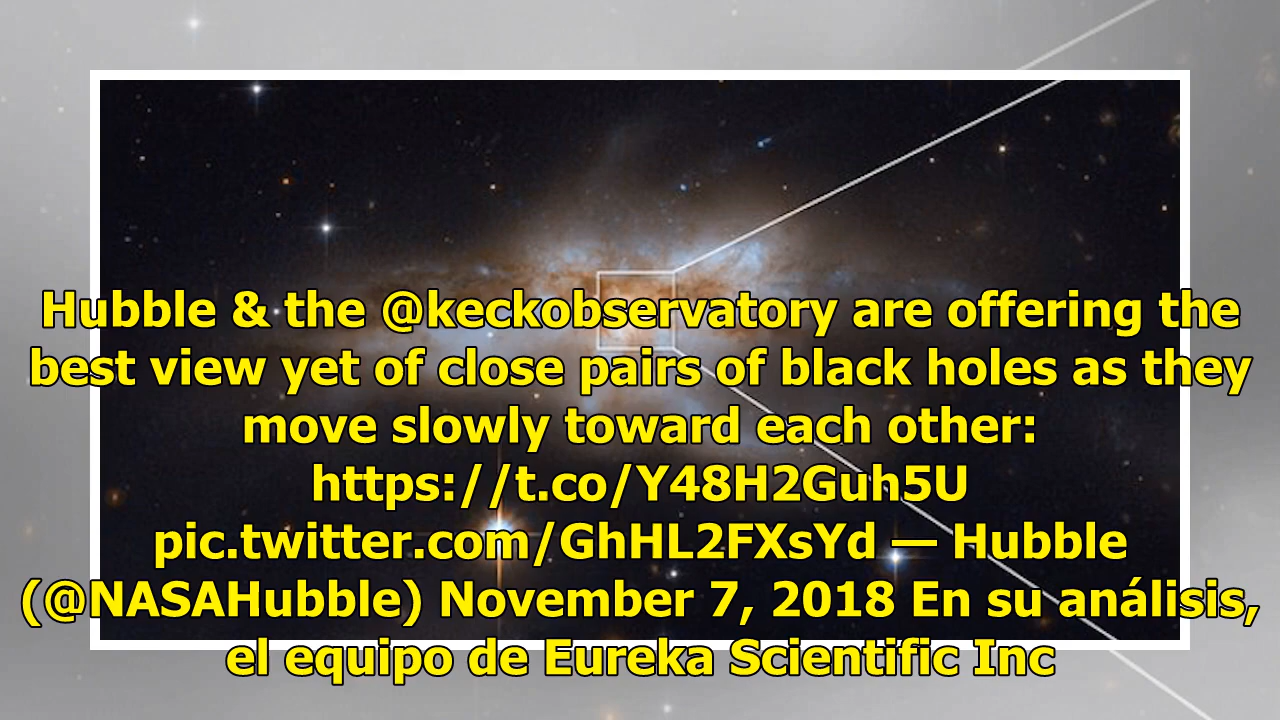 Hubble & the @keckobservatory are offering the
best view yet of close pairs of black holes as they
move slowly toward each other:
https://t.co/Y48H2Guh5U
pic.twitter.com/GhHL2FXsYd — Hubble
(@NASAHubble) November 7, 2018 En su análisis,
el equipo de Eureka Scientific Inc